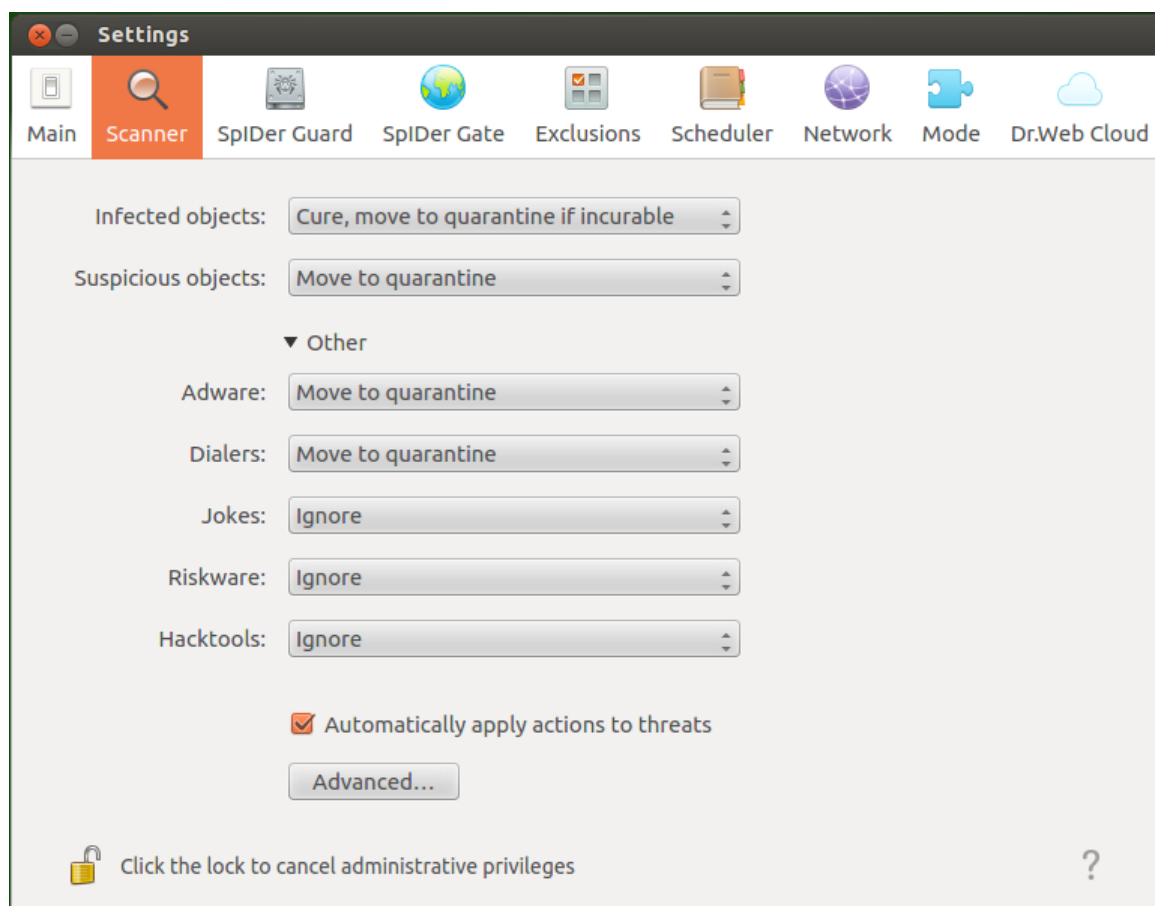 Settings
Main Scanner SpIDer Guard SpIDer Gate Exclusions Scheduler Network Mode Dr.Web Cloud
Infected objects: Cure, move to quarantine if incurable
Suspicious objects: Move to quarantine
Other
Adware: Move to quarantine
Dialers: Move to quarantine
Jokes: Ignore
Riskware: Ignore
Hacktools: Ignore
Automatically apply actions to threats
Advanced...
Click the lock to cancel administrative privileges ?